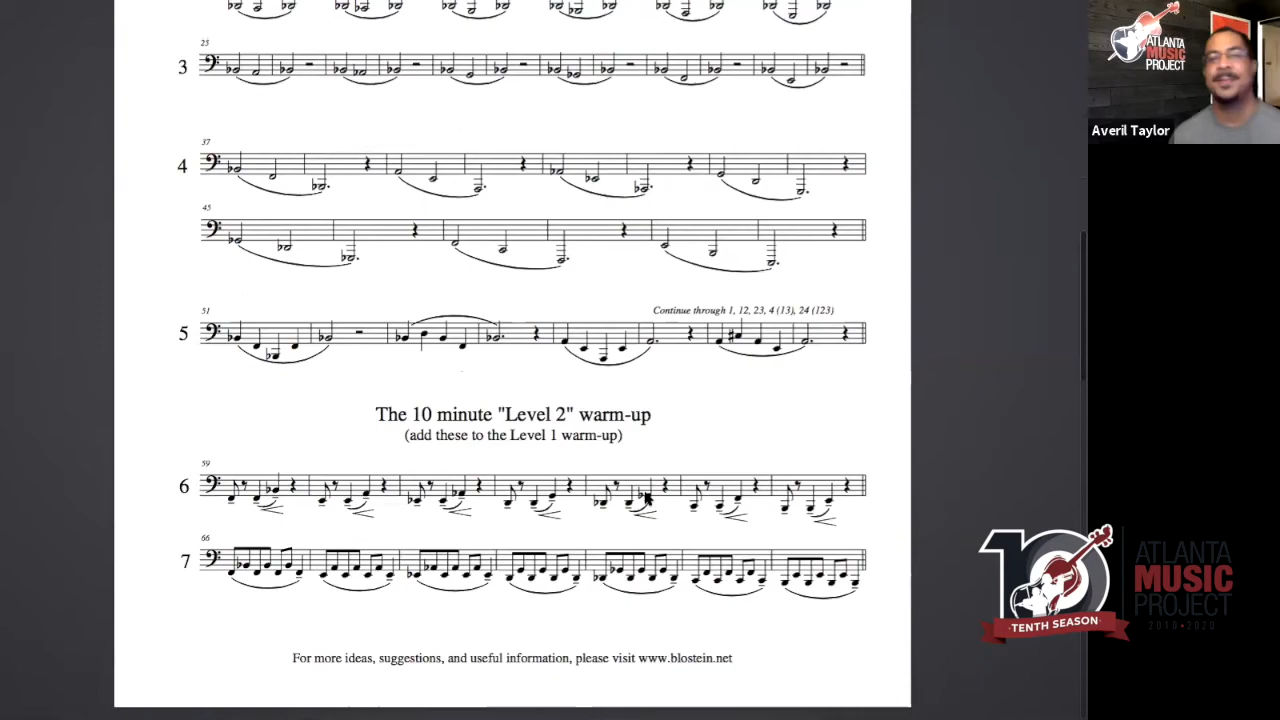 25
3
37
4
45
51
Continue through 1, 12, 23, 4 (13), 24 (123)
5
The 10 minute "Level 2" warm-up
(add these to the Level 1 warm-up)
59
6
66
7
For more ideas, suggestions, and useful information, please visit www.blostein.net
ATLANTA
MUSIC
PROJECT
Averil Taylor
10
TENTH SEASON
ATLANTA
MUSIC
PROJECT
2010•2020